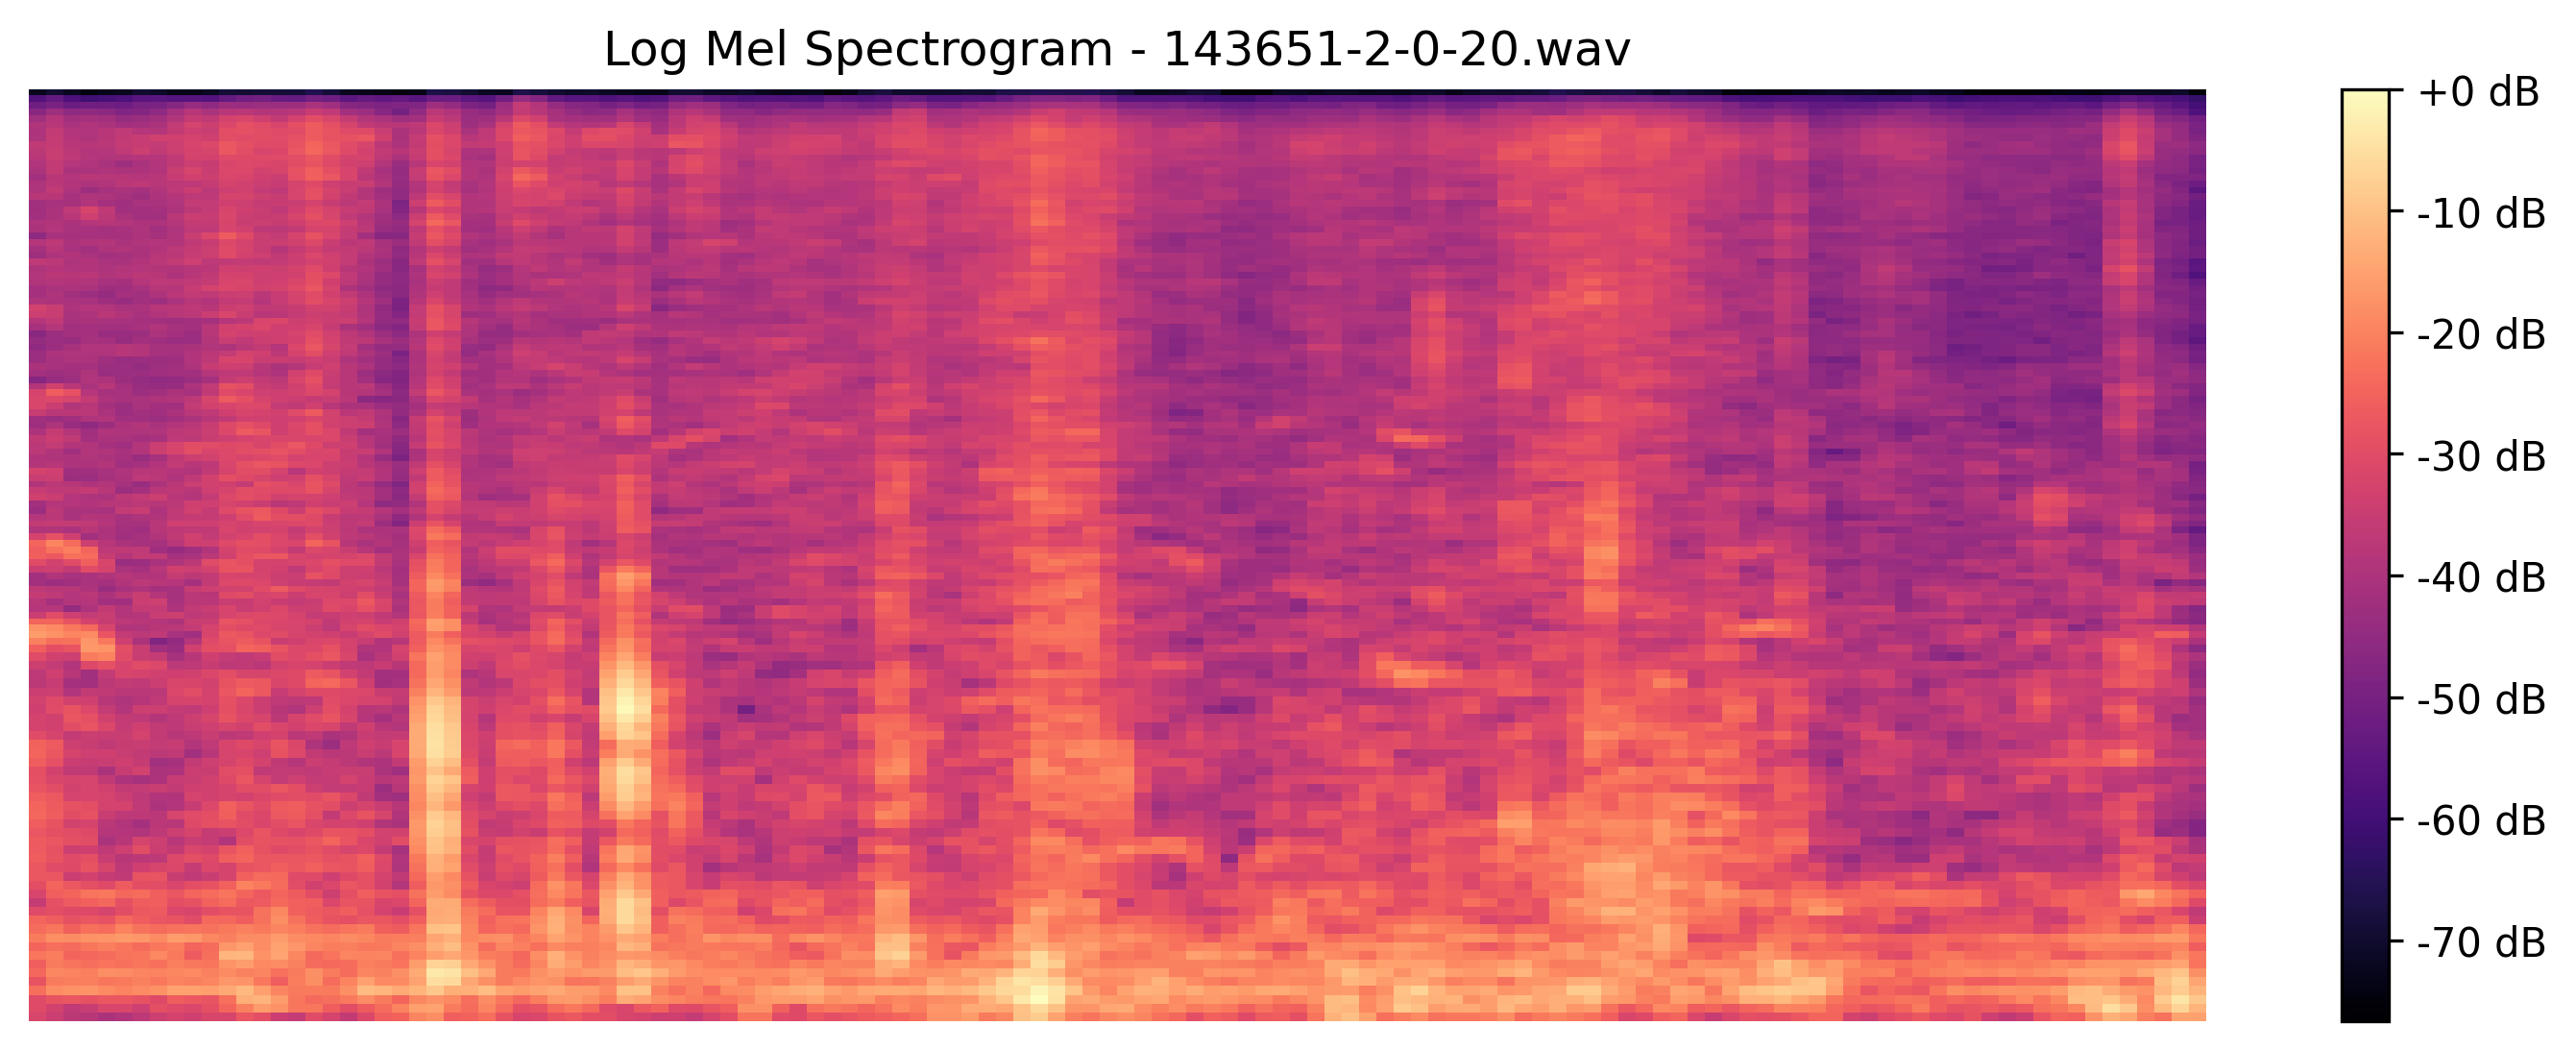 Log Mel Spectrogram - 143651-2-0-20.wav
+0 dB
-10 dB
-20 dB
-30 dB
-40 dB
-50 dB
-60 dB
-70 dB